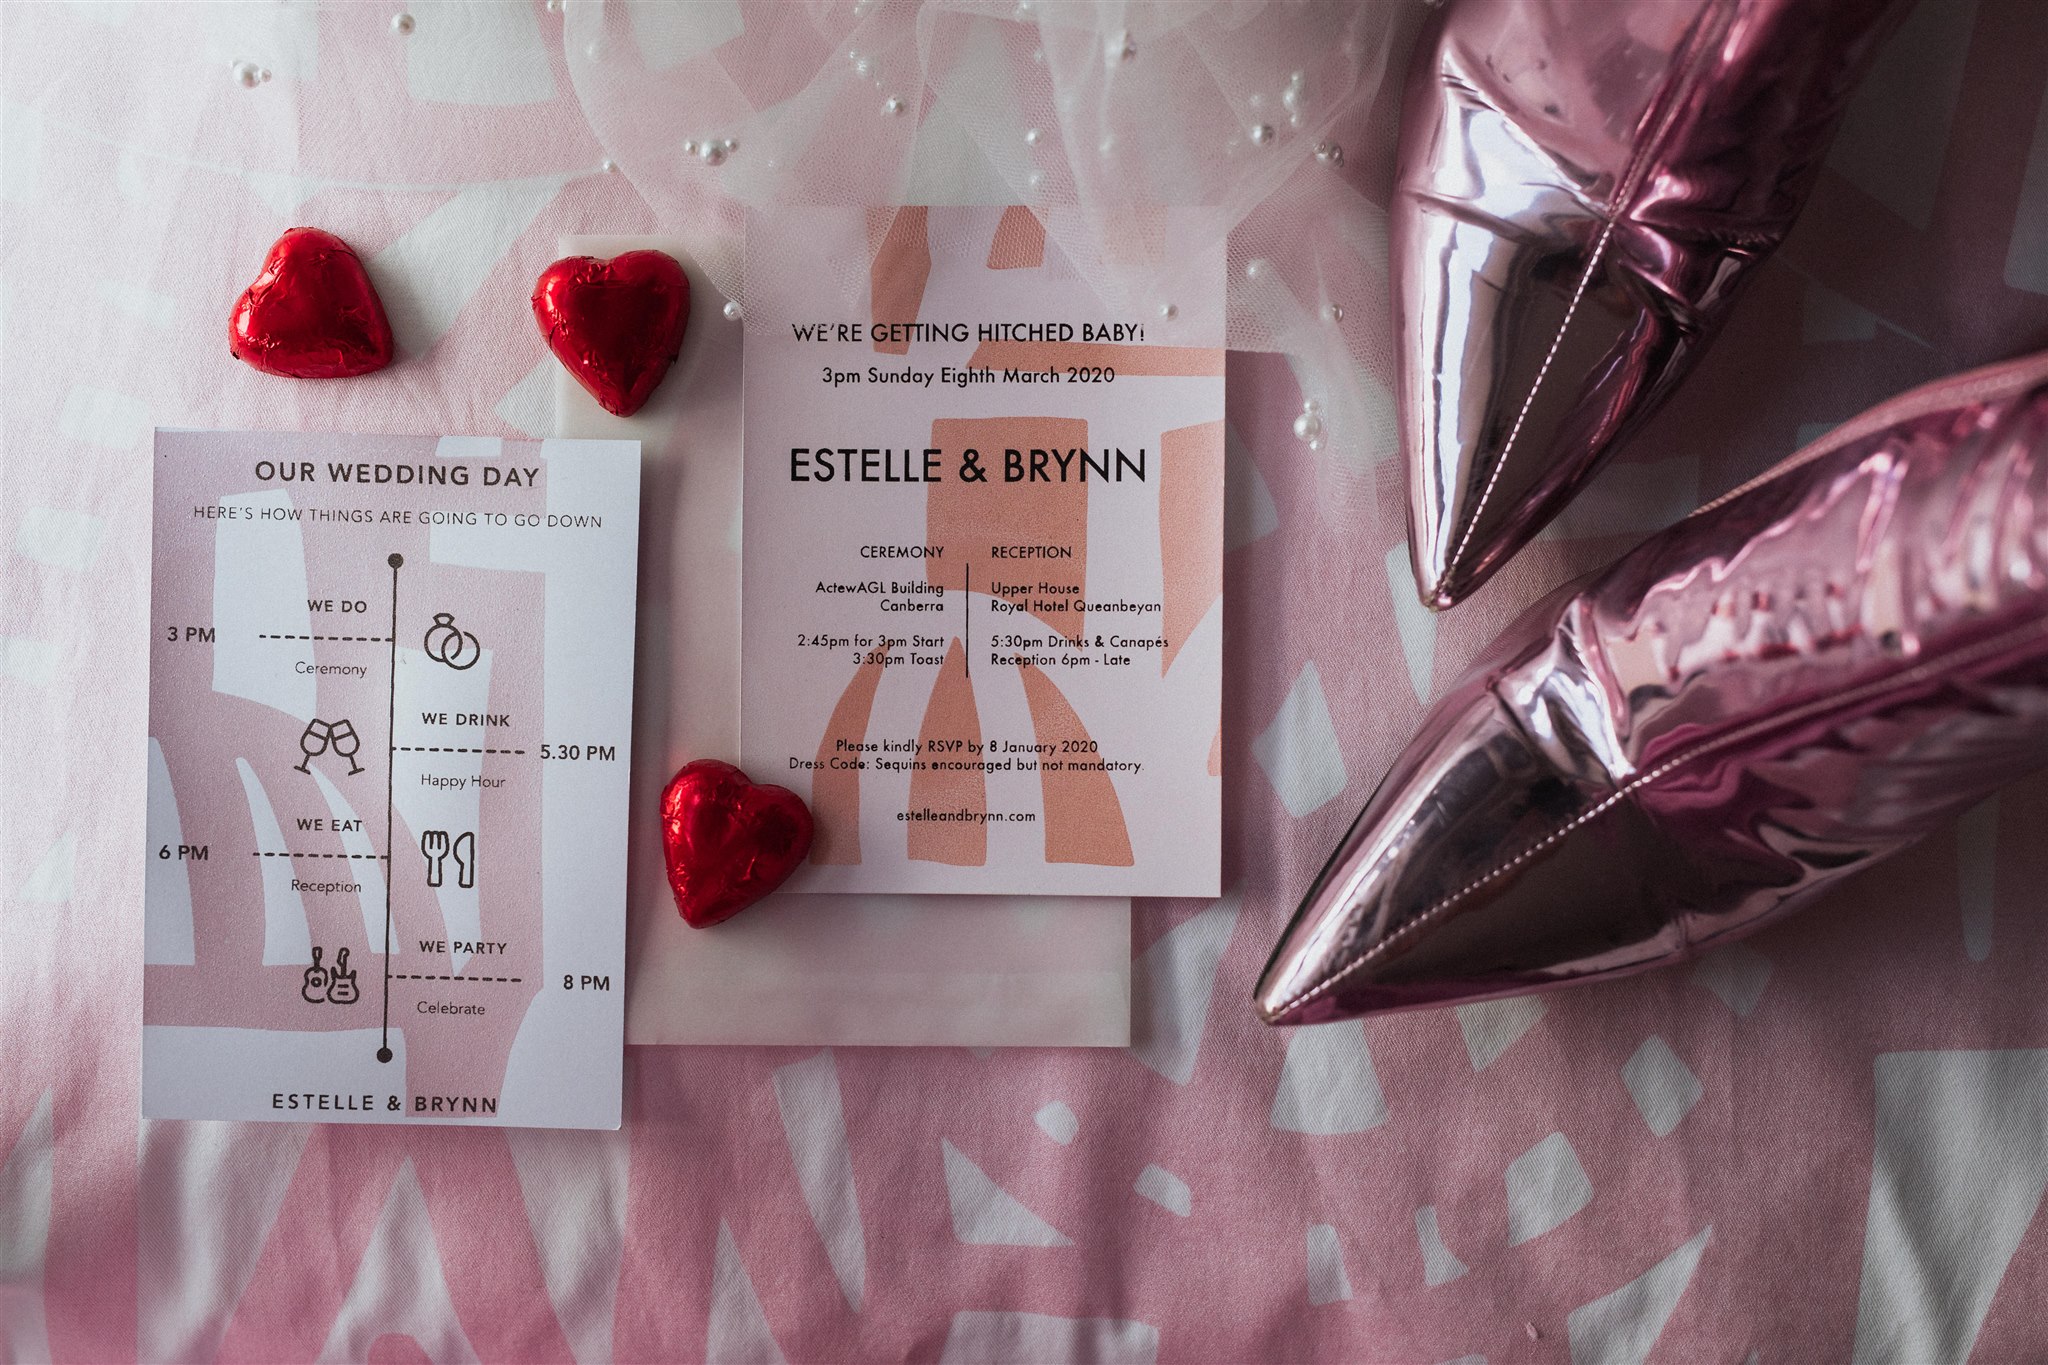 OUR WEDDING DAY
HERE'S HOW THINGS ARE GOING TO GO DOWN
WE DO
3 PM
Ceremony
WE DRINK
5.30 PM
Happy Hour
WE EAT
6 PM
Reception
WE PARTY
8 PM
Celebrate
ESTELLE & BRYNN
WE'RE GETTING HITCHED BABY!
3pm Sunday Eighth March 2020
ESTELLE & BRYNN
CEREMONY
ActewAGL Building
Canberra
2:45pm for 3pm Start
3:30pm Toast
RECEPTION
Upper House
Royal Hotel Queanbeyan
5:30pm Drinks & Canapés
Reception 6pm - Late
Please kindly RSVP by 8 January 2020
Dress Code: Sequins encouraged but not mandatory.
estelleandbrynn.com